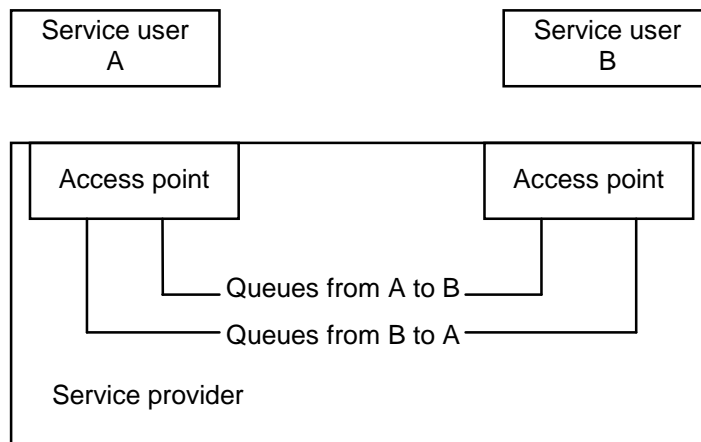 Service user
A
Service user
B
Access point
Access point
Queues from A to B
Queues from B to A
Service provider